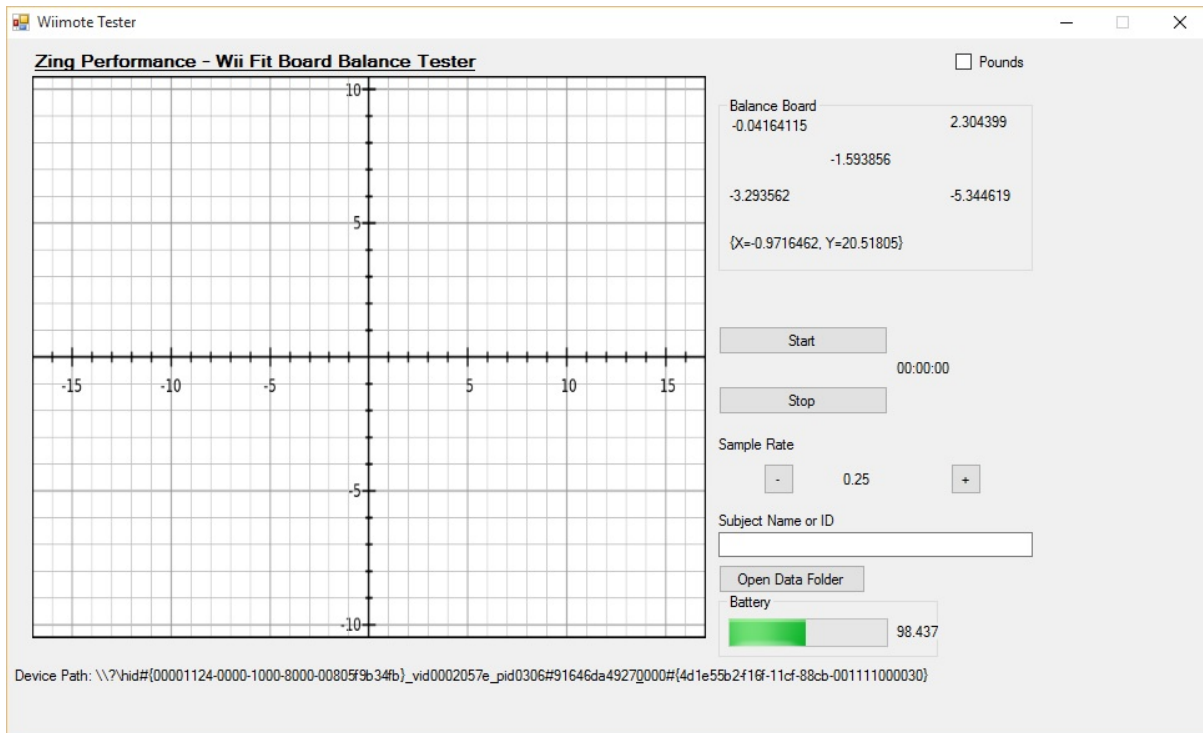 Wiimote Tester
Zing Performance - Wii Fit Board Balance Tester
Pounds
10
5
-15 -10 -5 5 10 15
-5
-10
Balance Board
-0.04164115 2.304399
-1.593856
-3.293562 -5.344619
{X=-0.9716462, Y=20.51805}
Start
00:00:00
Stop
Sample Rate
- 0.25 +
Subject Name or ID
Open Data Folder
Battery
98.437
Device Path: \\?\hid#{00001124-0000-1000-8000-00805f9b34fb}_vid0002057e_pid0306#91646da49270000#{4d1e55b2-f16f-11cf-88cb-001111000030}